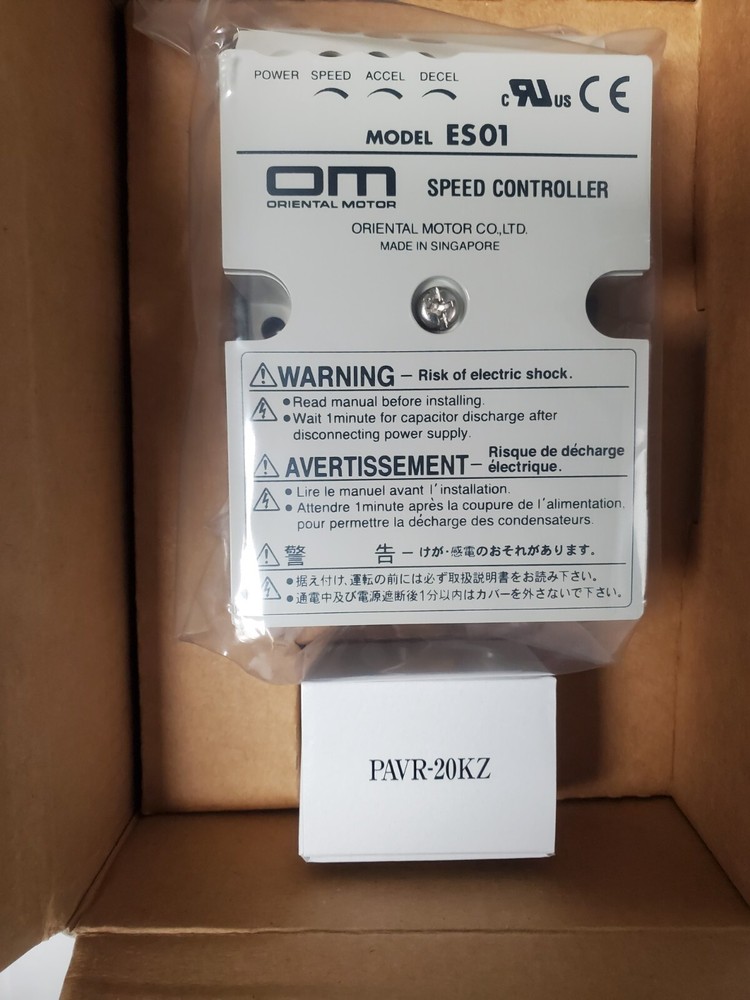 POWER SPEED ACCEL DECEL
c RU US CE
MODEL ES01
OM
ORIENTAL MOTOR
SPEED CONTROLLER
ORIENTAL MOTOR CO.,LTD.
MADE IN SINGAPORE
WARNING – Risk of electric shock.
● Read manual before installing.
● Wait 1minute for capacitor discharge after
disconnecting power supply.
AVERTISSEMENT – Risque de décharge
électrique.
● Lire le manuel avant l'installation.
● Attendre 1minute après la coupure de l'alimentation,
pour permettre la décharge des condensateurs.
警告 – けが・感電のおそれがあります。
● 据え付け、運転の前には必ず取扱説明書をお読み下さい。
● 通電中及び電源遮断後1分以内はカバーを外さないで下さい。
PAVR-20KZ